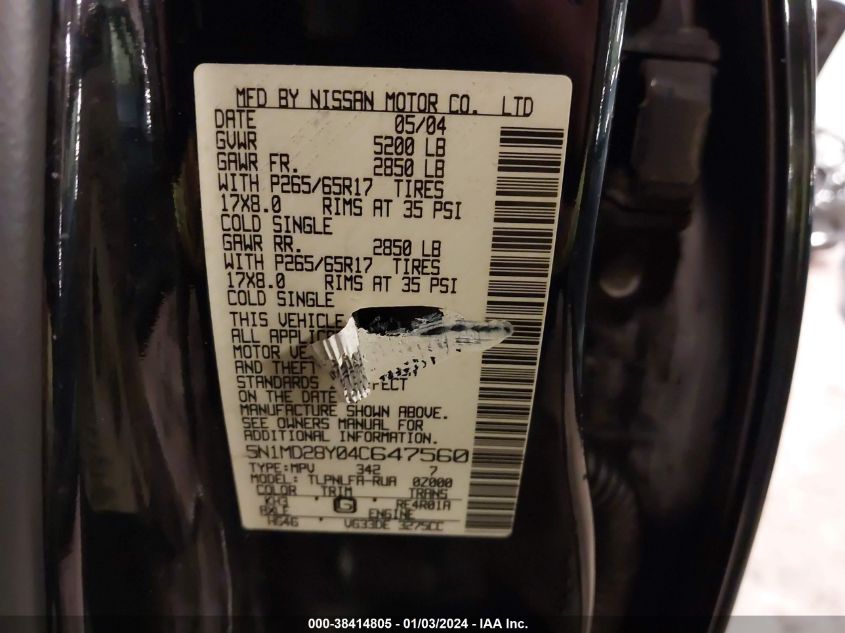 MFD BY NISSAN MOTOR CO. LTD
DATE 05/04
GVWR 5200 LB
GAWR FR. 2850 LB
WITH P265/65R17 TIRES
17X8.0 RIMS AT 35 PSI
COLD SINGLE
GAWR RR. 2850 LB
WITH P265/65R17 TIRES
17X8.0 RIMS AT 35 PSI
COLD SINGLE
THIS VEHICLE
ALL APPLIC
MOTOR VE
AND THEFT
STANDARDS FECT
ON THE DATE
MANUFACTURE SHOWN ABOVE.
SEE OWNERS MANUAL FOR
ADDITIONAL INFORMATION.
5N1MD28Y04C647560
TYPE:MPV 342 7
MODEL: TLPNLFA-RUA 0Z000
COLOR TRIM TRANS
KH3 G RE4R01A
AXLE ENGINE
HG46 VG33DE 3275CC
000-38414805 - 01/03/2024 - IAA Inc.